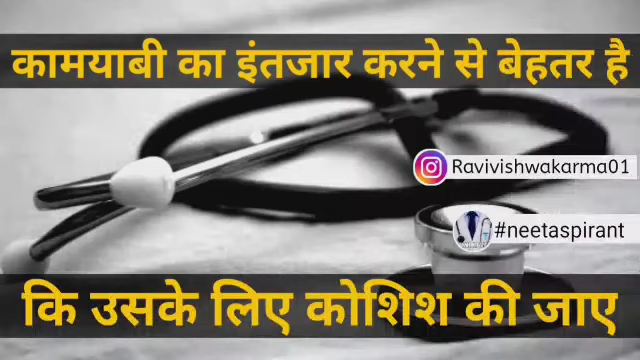 कामयाबी का इंतजार करने से बेहतर है
Ravivishwakarma01
#neetaspirant
कि उसके लिए कोशिश की जाए